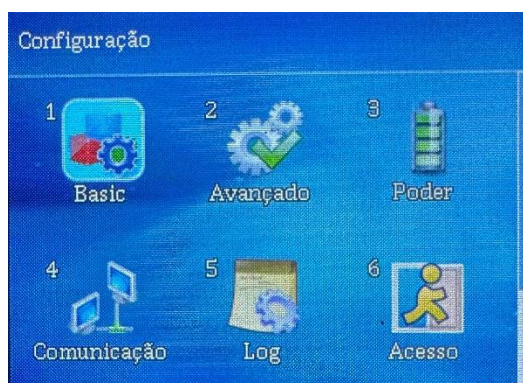 Configuração
1 2 3
Basic Avançado Poder
4 5 6
Comunicação Log Acesso